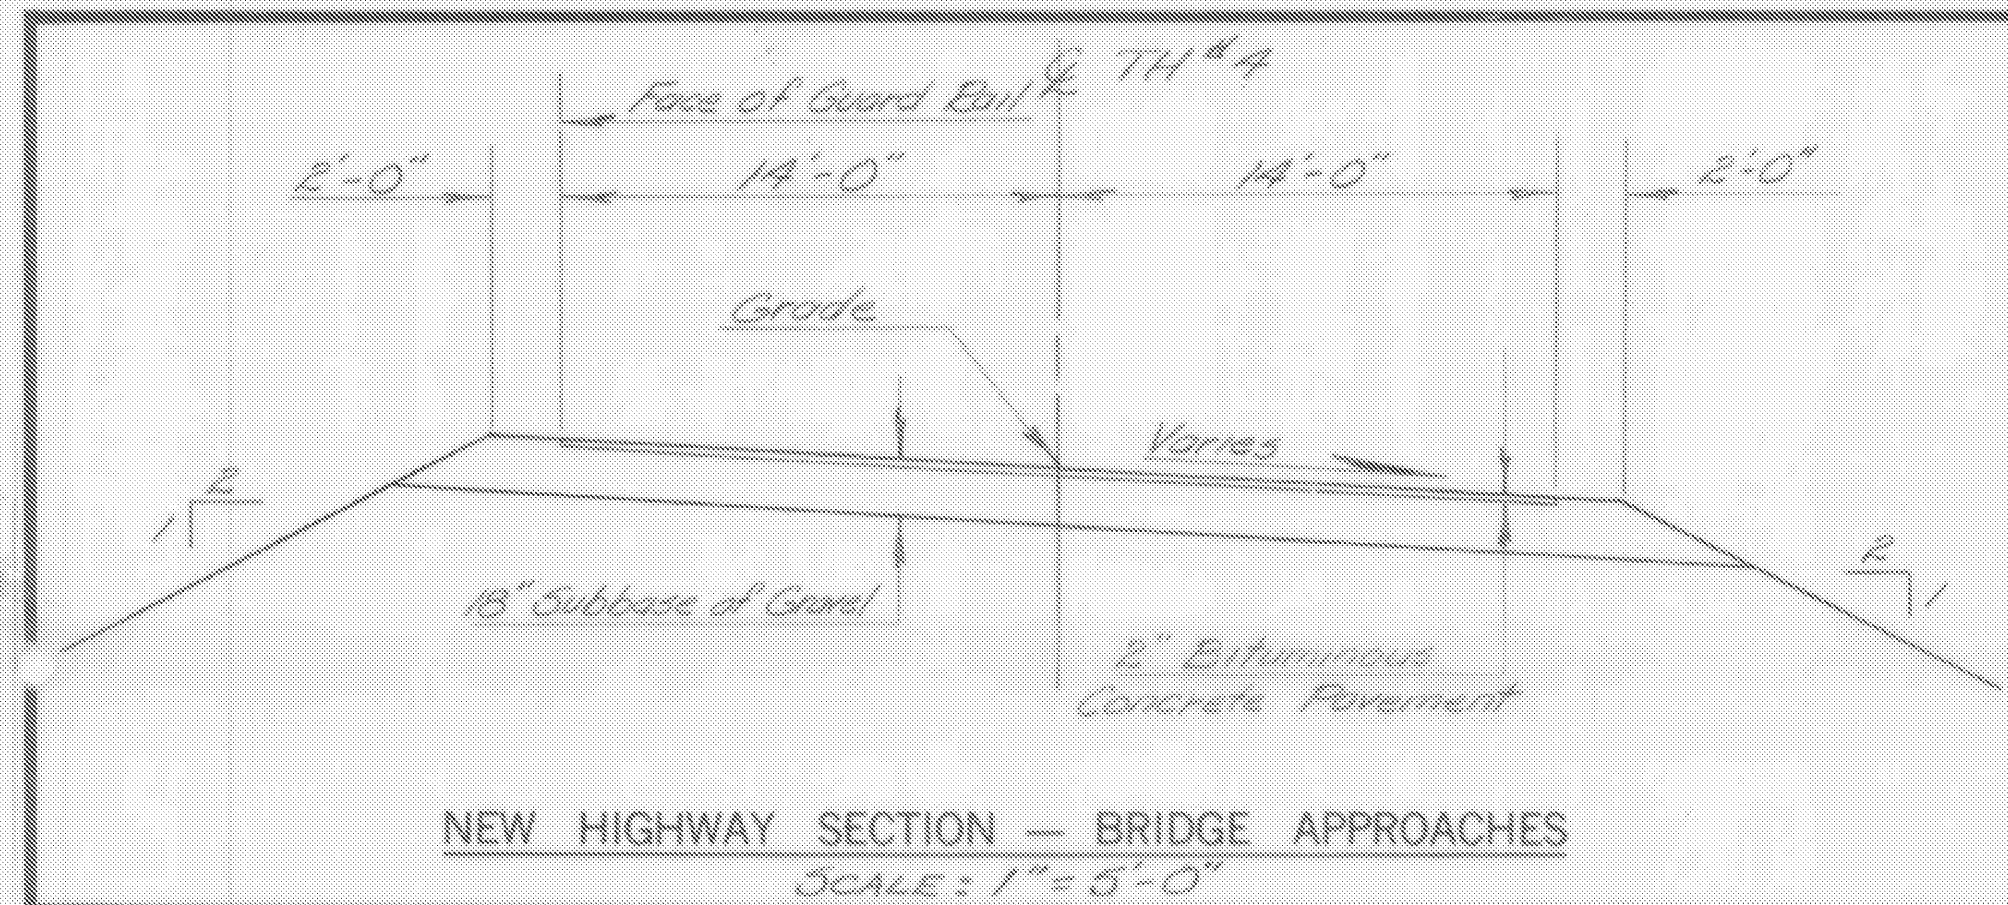 ℄ TH #4
Face of Guard Rail
2'-0" 14'-0" 14'-0" 2'-0"
Grade
Varies
2
1
2
1
18" Subbase of Gravel
2" Bituminous
Concrete Pavement
NEW HIGHWAY SECTION — BRIDGE APPROACHES
SCALE: 1" = 5'-0"